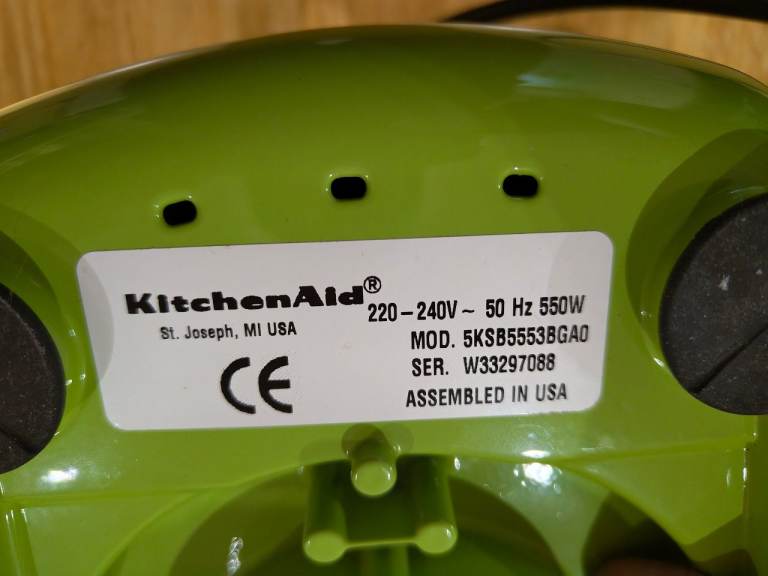 KitchenAid®
St. Joseph, MI USA
CE
220-240V~ 50 Hz 550W
MOD. 5KSB5553BGA0
SER. W33297088
ASSEMBLED IN USA